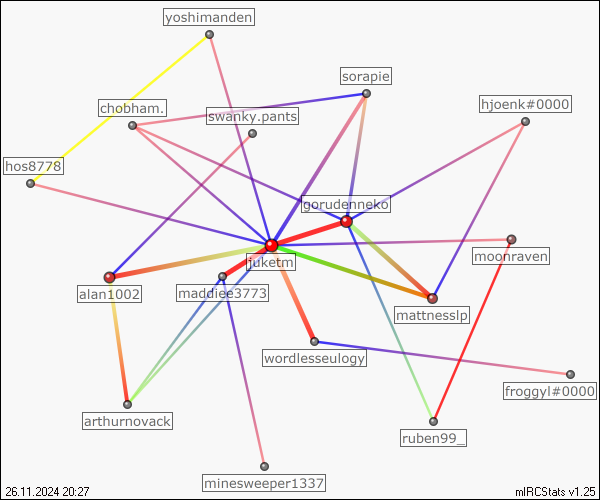 yoshimanden
sorapie
hjoenk#0000
chobham.
swanky.pants
hos8778
gorudenneko
moonraven
juketm
alan1002
maddiee3773
mattnesslp
wordlesseulogy
froggyl#0000
arthurnovack
ruben99_
minesweeper1337
26.11.2024 20:27
mIRCStats v1.25